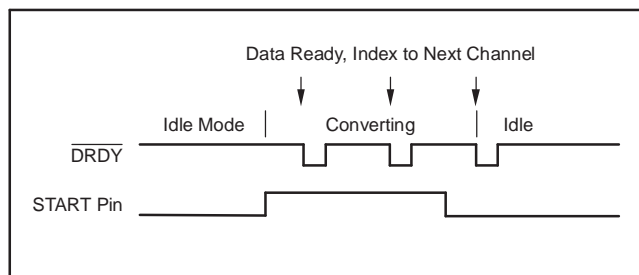 Data Ready, Index to Next Channel
Idle Mode Converting Idle
DRDY
START Pin